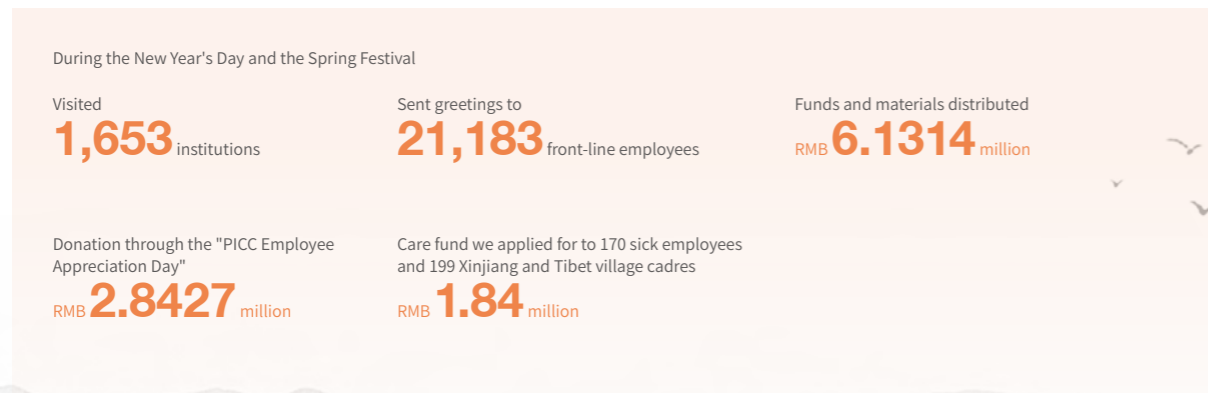 During the New Year's Day and the Spring Festival
Visited
1,653 institutions
Sent greetings to
21,183 front-line employees
Funds and materials distributed
RMB 6.1314 million
Donation through the "PICC Employee
Appreciation Day"
RMB 2.8427 million
Care fund we applied for to 170 sick employees
and 199 Xinjiang and Tibet village cadres
RMB 1.84 million